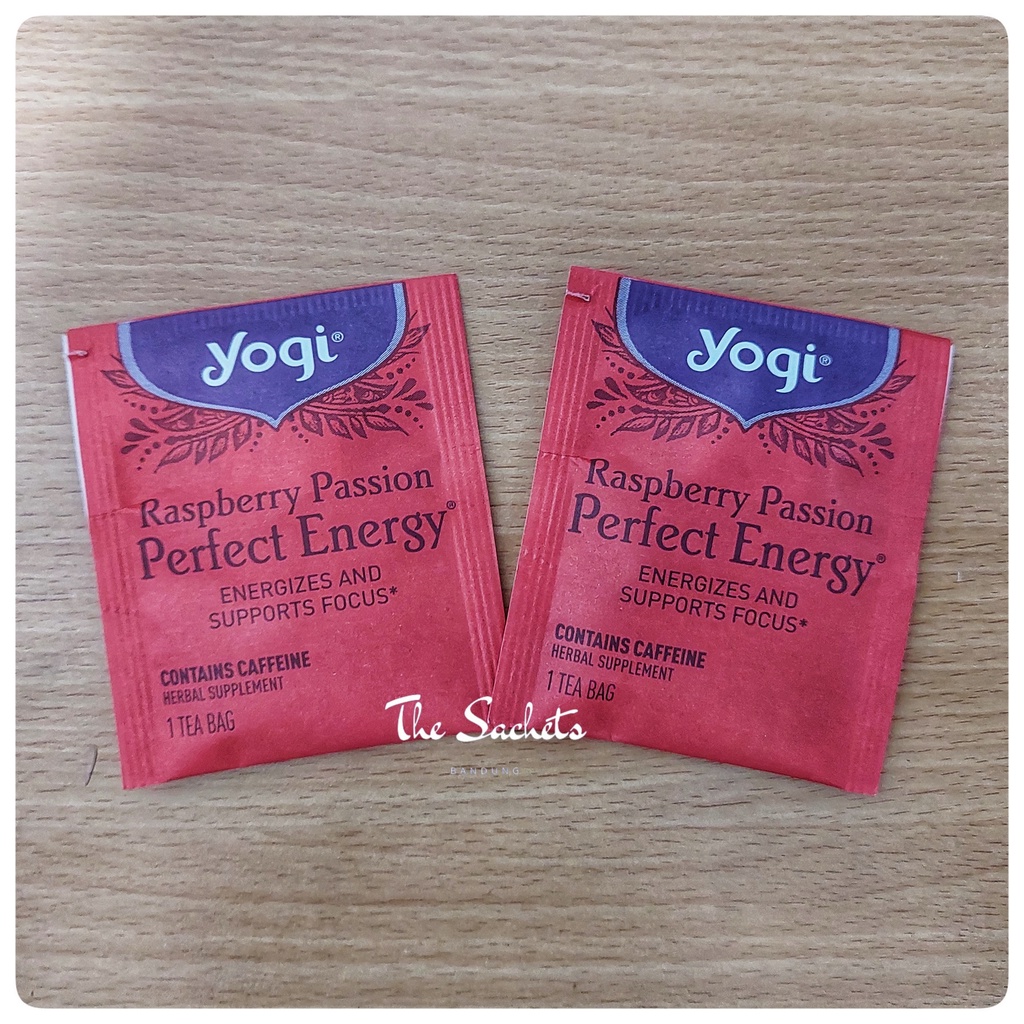 yogi®
Raspberry Passion
Perfect Energy®
ENERGIZES AND
SUPPORTS FOCUS*
CONTAINS CAFFEINE
HERBAL SUPPLEMENT
1 TEA BAG
yogi®
Raspberry Passion
Perfect Energy®
ENERGIZES AND
SUPPORTS FOCUS*
CONTAINS CAFFEINE
HERBAL SUPPLEMENT
1 TEA BAG
The Sachéts
BANDUNG